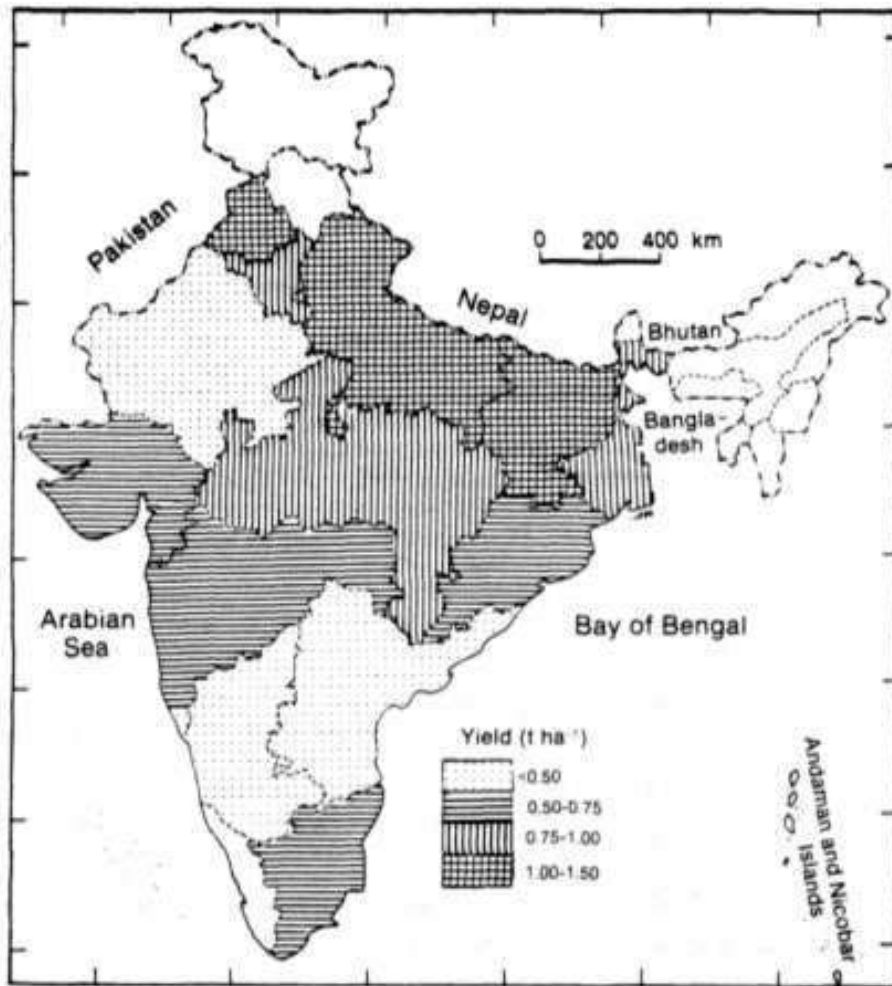 Pakistan
0 200 400 km
Nepal
Bhutan
Bangla-
desh
Arabian
Sea
Bay of Bengal
Yield (t ha⁻¹)
<0.50
0.50-0.75
0.75-1.00
1.00-1.50
Andaman and Nicobar
Islands